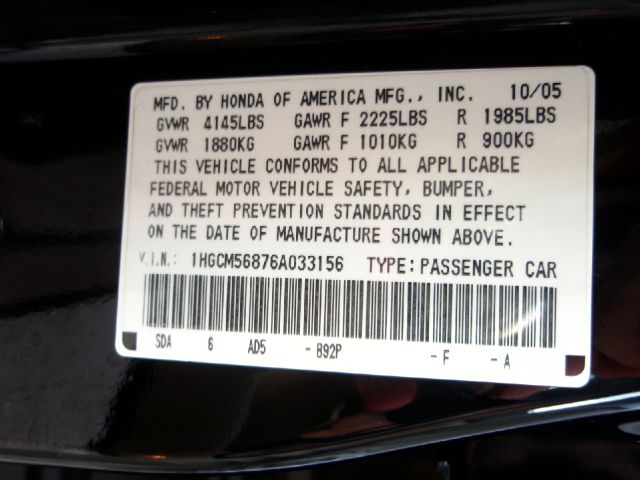 MFD. BY HONDA OF AMERICA MFG., INC. 10/05
GVWR 4145LBS GAWR F 2225LBS R 1985LBS
GVWR 1880KG GAWR F 1010KG R 900KG
THIS VEHICLE CONFORMS TO ALL APPLICABLE
FEDERAL MOTOR VEHICLE SAFETY, BUMPER,
AND THEFT PREVENTION STANDARDS IN EFFECT
ON THE DATE OF MANUFACTURE SHOWN ABOVE.
V.I.N.: 1HGCM56876A033156 TYPE: PASSENGER CAR
SDA 6 AD5 - B92P - F - A